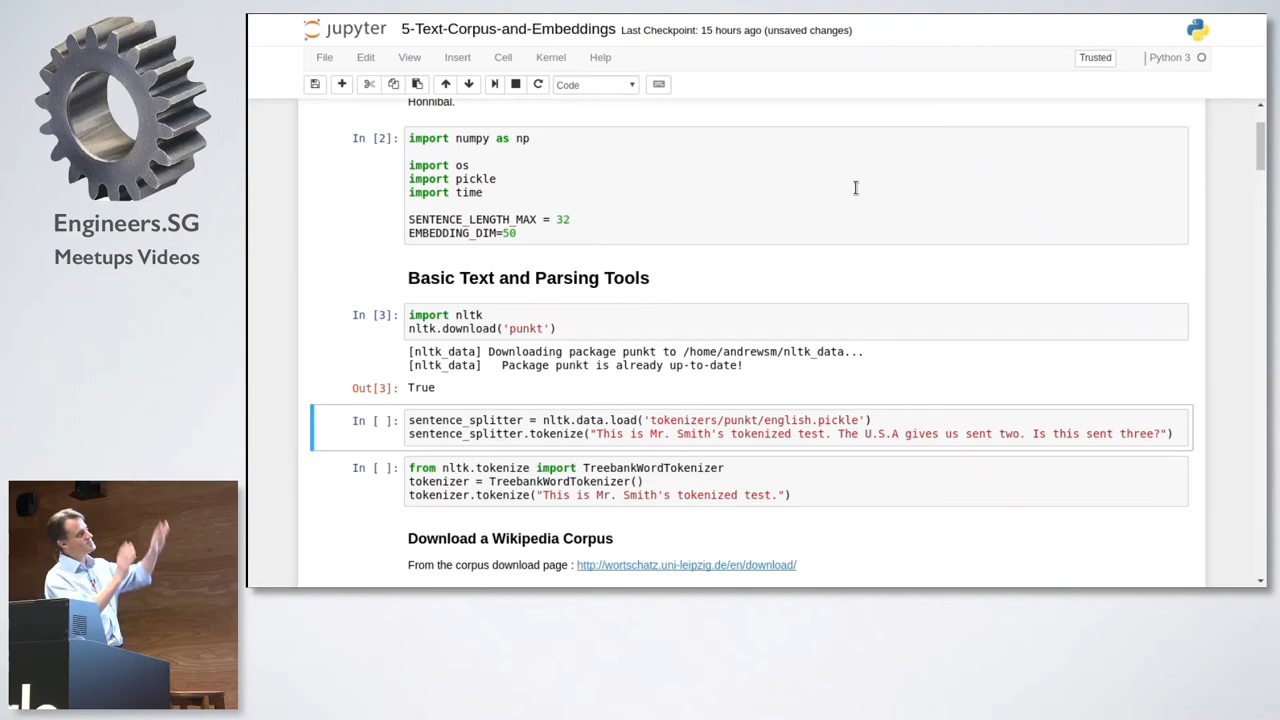 Engineers.SG
Meetups Videos
jupyter 5-Text-Corpus-and-Embeddings Last Checkpoint: 15 hours ago (unsaved changes)
File Edit View Insert Cell Kernel Help Trusted Python 3
Code
Honnibal.
In [2]: import numpy as np
import os
import pickle
import time
SENTENCE_LENGTH_MAX = 32
EMBEDDING_DIM=50
Basic Text and Parsing Tools
In [3]: import nltk
nltk.download('punkt')
[nltk_data] Downloading package punkt to /home/andrewsm/nltk_data...
[nltk_data]   Package punkt is already up-to-date!
Out[3]: True
In [ ]: sentence_splitter = nltk.data.load('tokenizers/punkt/english.pickle')
sentence_splitter.tokenize("This is Mr. Smith's tokenized test. The U.S.A gives us sent two. Is this sent three?")
In [ ]: from nltk.tokenize import TreebankWordTokenizer
tokenizer = TreebankWordTokenizer()
tokenizer.tokenize("This is Mr. Smith's tokenized test.")
Download a Wikipedia Corpus
From the corpus download page : http://wortschatz.uni-leipzig.de/en/download/